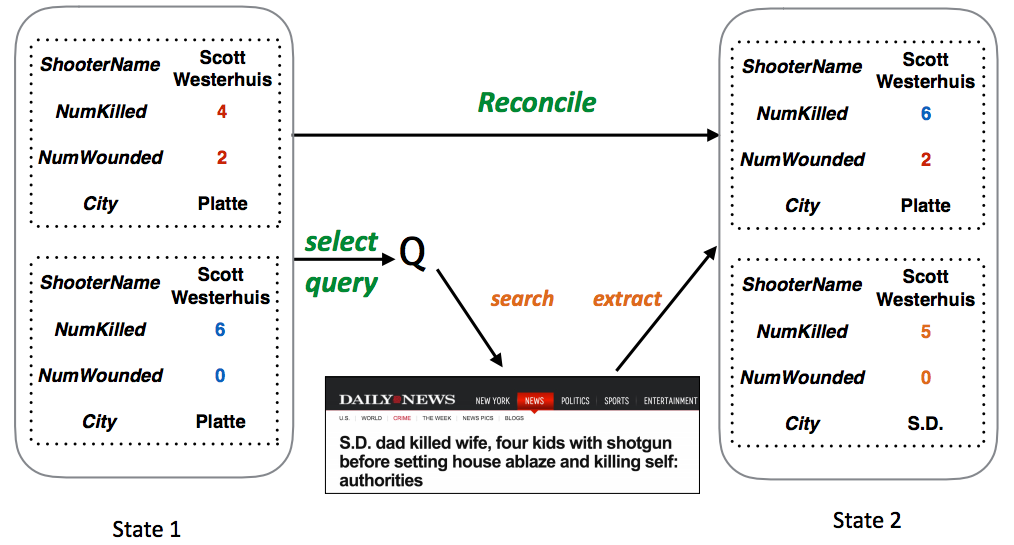 ShooterName Scott Westerhuis
NumKilled 4
NumWounded 2
City Platte
ShooterName Scott Westerhuis
NumKilled 6
NumWounded 0
City Platte
State 1
Reconcile
select
query
Q
search
extract
DAILY NEWS
NEW YORK NEWS POLITICS SPORTS ENTERTAINMENT
U.S. WORLD CRIME THE WEEK NEWS PICS BLOGS
S.D. dad killed wife, four kids with shotgun
before setting house ablaze and killing self:
authorities
ShooterName Scott Westerhuis
NumKilled 6
NumWounded 2
City Platte
ShooterName Scott Westerhuis
NumKilled 5
NumWounded 0
City S.D.
State 2